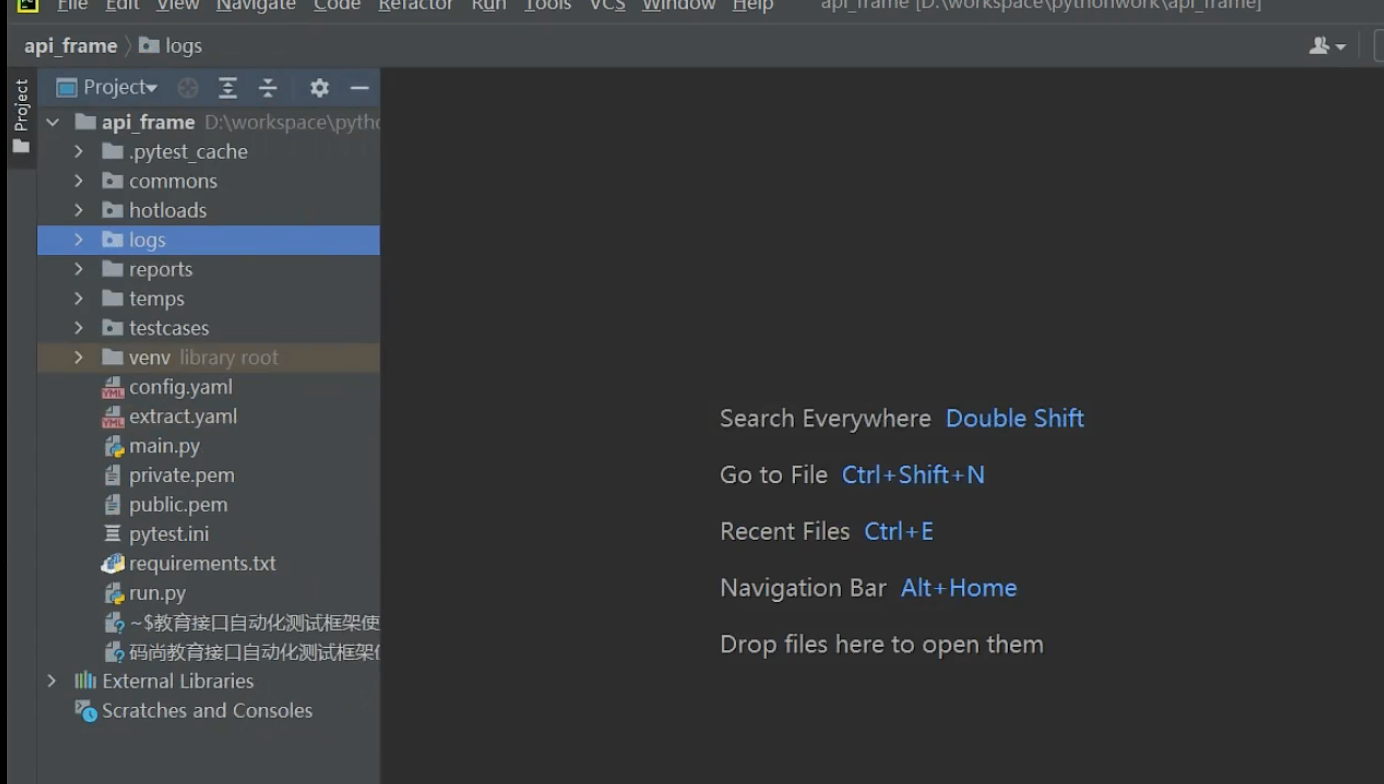 File Edit View Navigate Code Refactor Run Tools VCS Window Help api_frame [D:\workspace\pythonwork\api_frame]
api_frame logs
Project
Project
api_frame D:\workspace\pytho
.pytest_cache
commons
hotloads
logs
reports
temps
testcases
venv library root
config.yaml
extract.yaml
main.py
private.pem
public.pem
pytest.ini
requirements.txt
run.py
~$教育接口自动化测试框架使
码尚教育接口自动化测试框架
External Libraries
Scratches and Consoles
Search Everywhere Double Shift
Go to File Ctrl+Shift+N
Recent Files Ctrl+E
Navigation Bar Alt+Home
Drop files here to open them